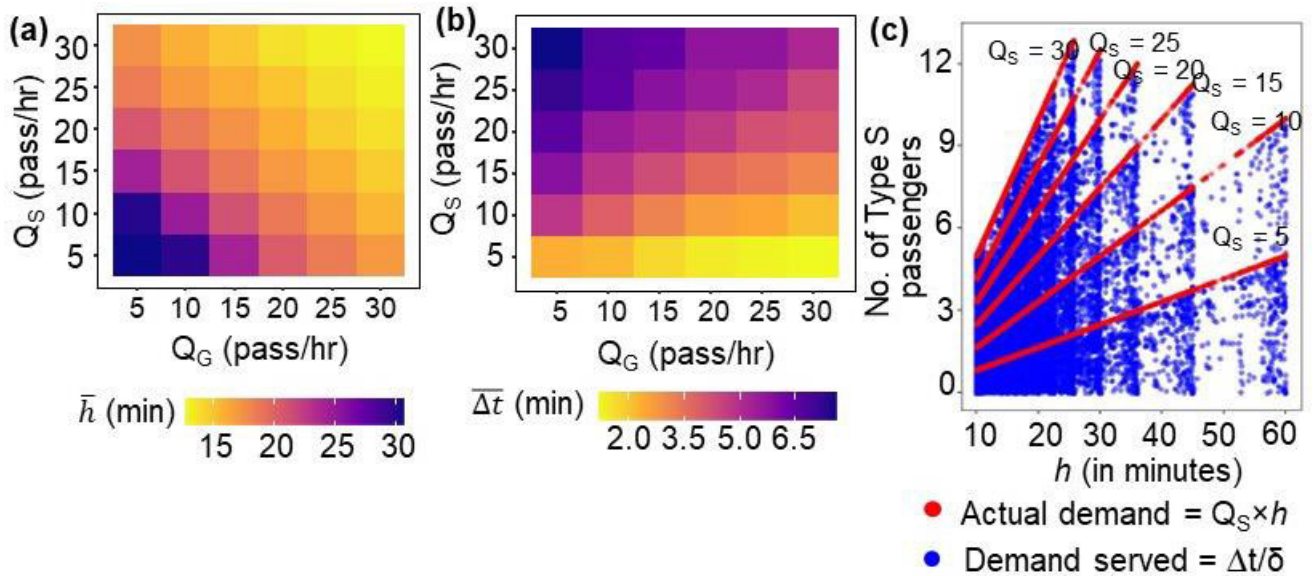 (a)
30
25
20
15
10
5
Q_S (pass/hr)
5 10 15 20 25 30
Q_G (pass/hr)
h̅ (min)
15 20 25 30
(b)
30
25
20
15
10
5
Q_S (pass/hr)
5 10 15 20 25 30
Q_G (pass/hr)
Δt̅ (min)
2.0 3.5 5.0 6.5
(c)
12
9
6
3
0
No. of Type S
passengers
Q_S = 30
Q_S = 25
Q_S = 20
Q_S = 15
Q_S = 10
Q_S = 5
10 20 30 40 50 60
h (in minutes)
Actual demand = Q_S×h
Demand served = Δt/δ